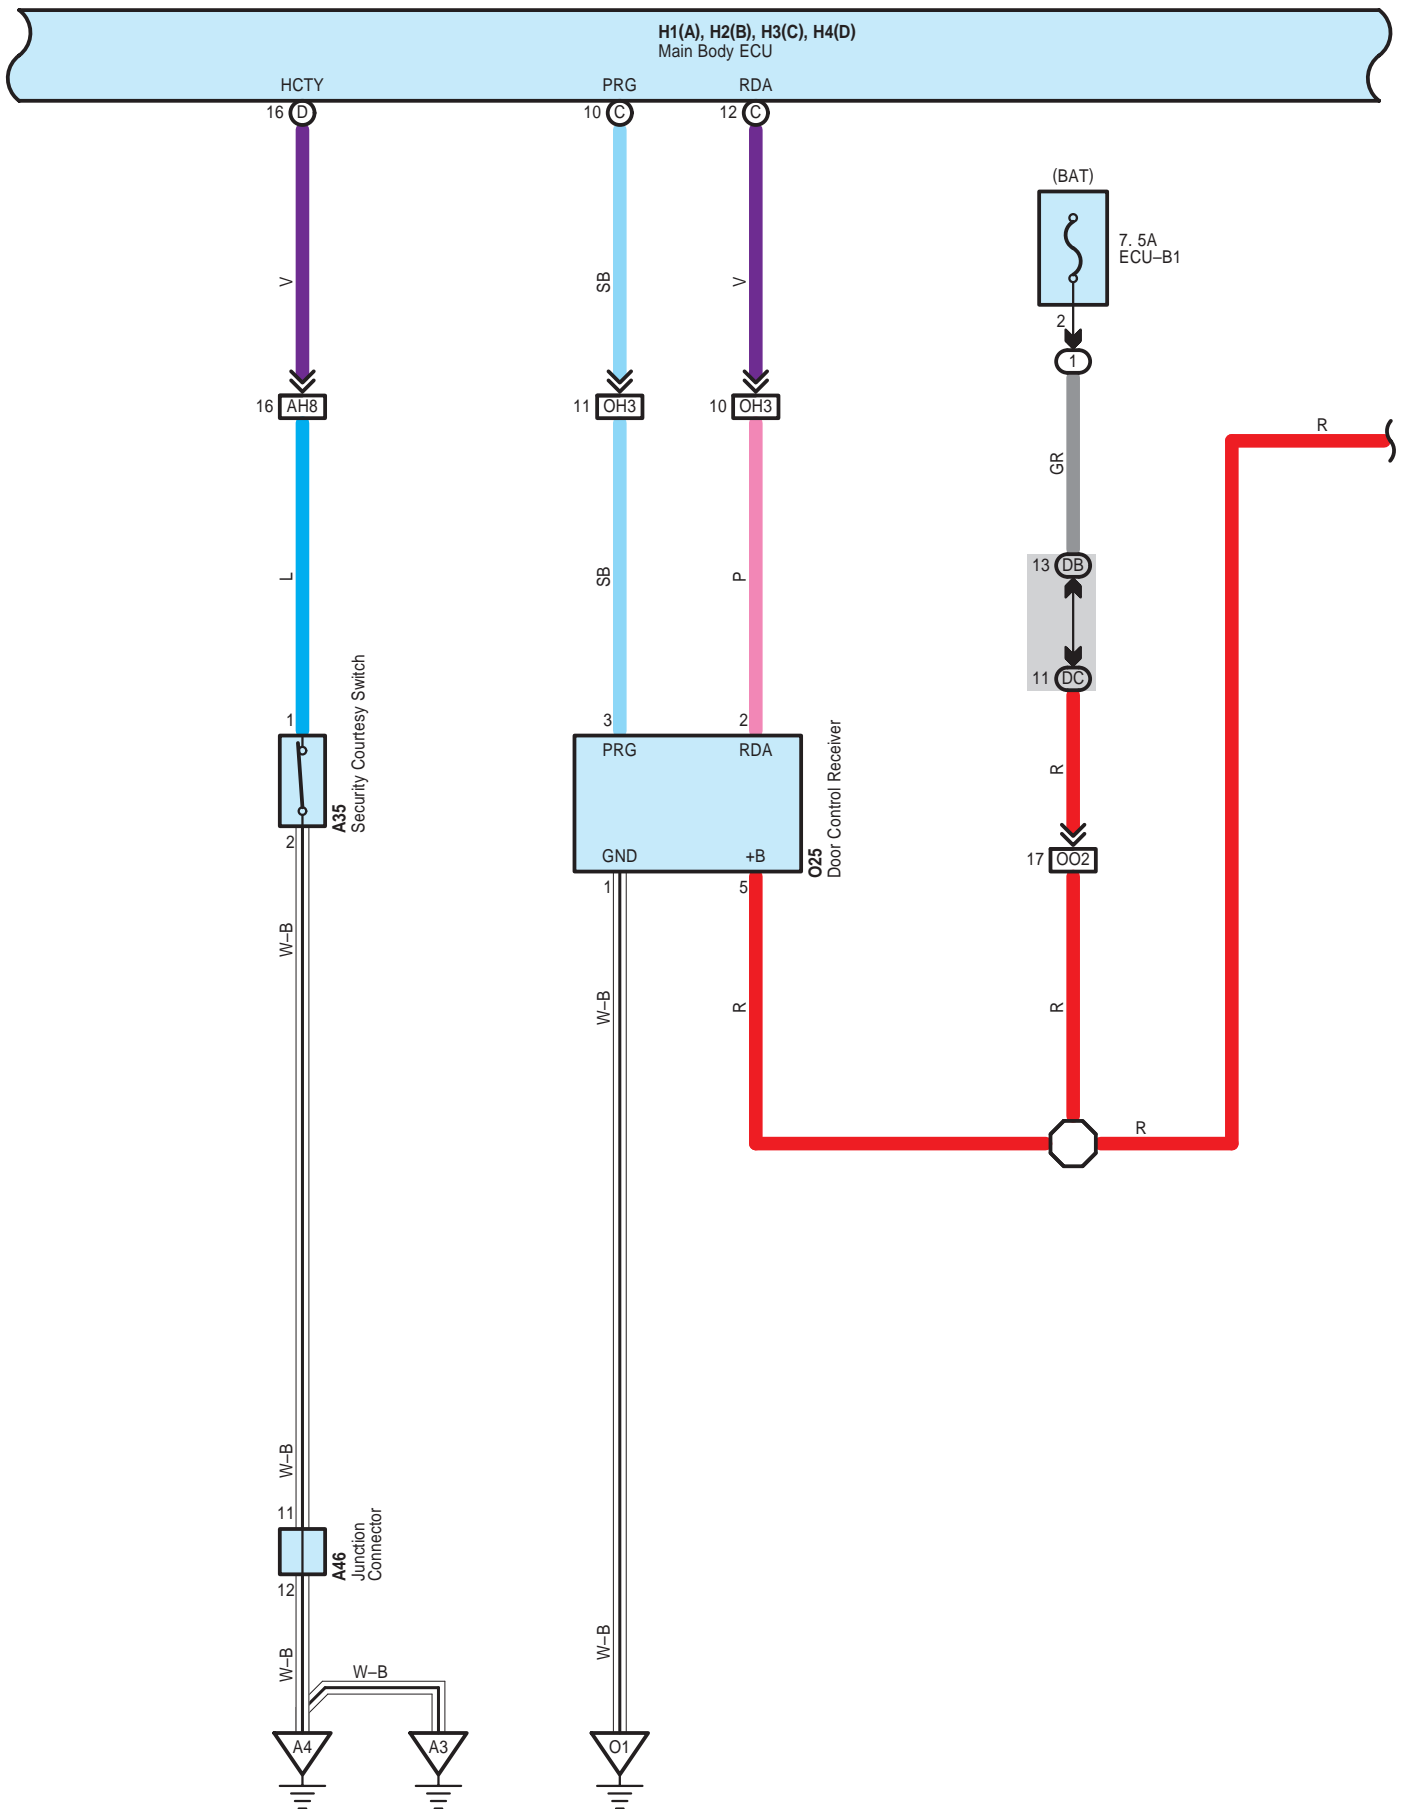 H1(A), H2(B), H3(C), H4(D)
Main Body ECU
HCTY
PRG
RDA
16 D
10 C
12 C
(BAT)
7. 5A
ECU–B1
V
SB
V
2
1
16 AH8
11 OH3
10 OH3
R
GR
L
SB
P
13 DB
11 DC
1
3
2
PRG
RDA
A35
Security Courtesy Switch
O25
Door Control Receiver
R
2
GND
+B
17 OO2
1
5
W–B
W–B
R
R
R
W–B
11
A46
Junction
Connector
12
W–B
W–B
W–B
A4
A3
O1